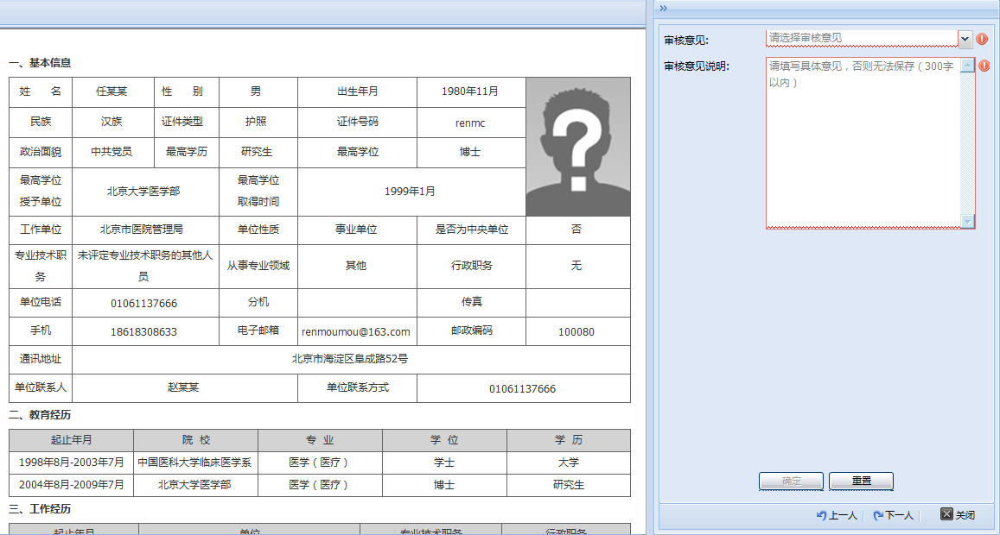 一、基本信息
姓 名 任某某 性 别 男 出生年月 1980年11月
民族 汉族 证件类型 护照 证件号码 renmc
政治面貌 中共党员 最高学历 研究生 最高学位 博士
最高学位授予单位 北京大学医学部 最高学位取得时间 1999年1月
工作单位 北京市医院管理局 单位性质 事业单位 是否为中央单位 否
专业技术职务 未评定专业技术职务的其他人员 从事专业领域 其他 行政职务 无
单位电话 01061137666 分机 传真
手机 18618308633 电子邮箱 renmoumou@163.com 邮政编码 100080
通讯地址 北京市海淀区阜成路52号
单位联系人 赵某某 单位联系方式 01061137666
二、教育经历
起止年月 院 校 专 业 学 位 学 历
1998年8月-2003年7月 中国医科大学临床医学系 医学（医疗） 学士 大学
2004年8月-2009年7月 北京大学医学部 医学（医疗） 博士 研究生
三、工作经历
起止年月 单位 专业技术职务 行政职务
审核意见: 请选择审核意见
审核意见说明: 请填写具体意见，否则无法保存（300字
以内）
确定 重置
上一人 下一人 关闭